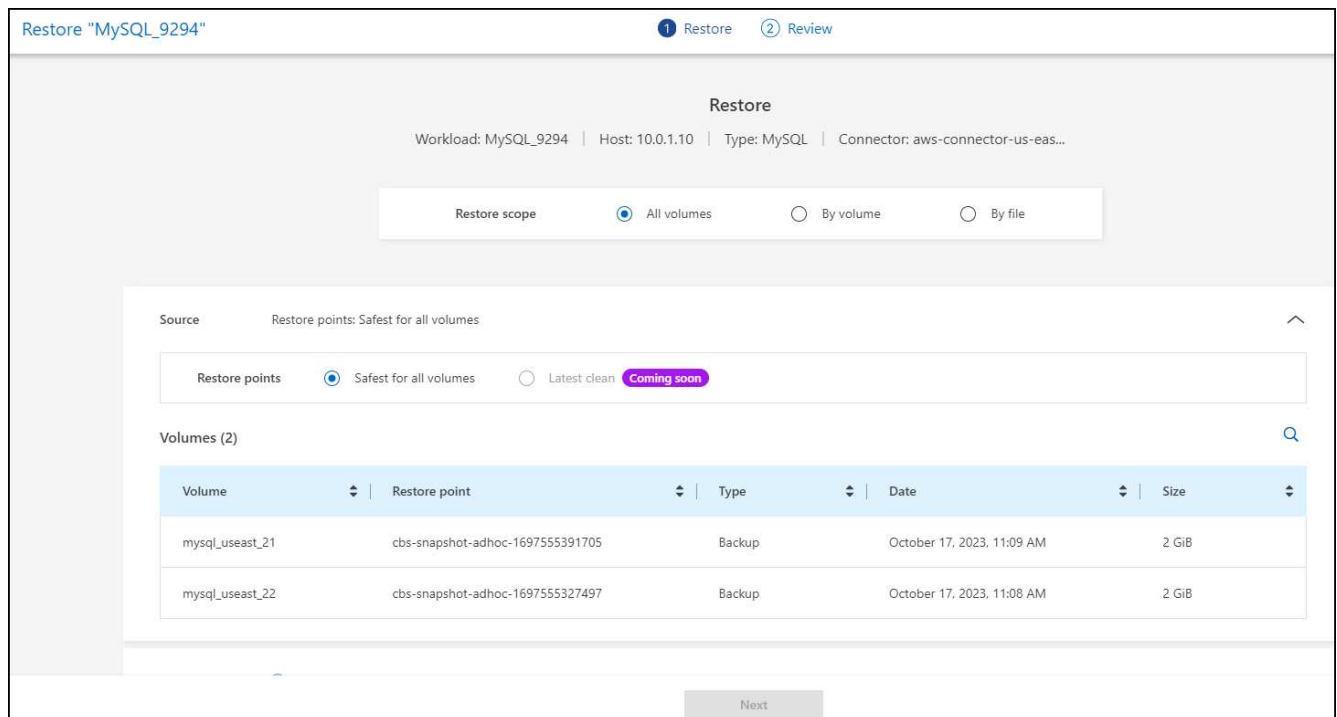 Restore "MySQL_9294"
1 Restore 2 Review
Restore
Workload: MySQL_9294 | Host: 10.0.1.10 | Type: MySQL | Connector: aws-connector-us-eas...
Restore scope All volumes By volume By file
Source Restore points: Safest for all volumes
Restore points Safest for all volumes Latest clean Coming soon
Volumes (2)
Volume Restore point Type Date Size
mysql_useast_21 cbs-snapshot-adhoc-1697555391705 Backup October 17, 2023, 11:09 AM 2 GiB
mysql_useast_22 cbs-snapshot-adhoc-1697555327497 Backup October 17, 2023, 11:08 AM 2 GiB
Next